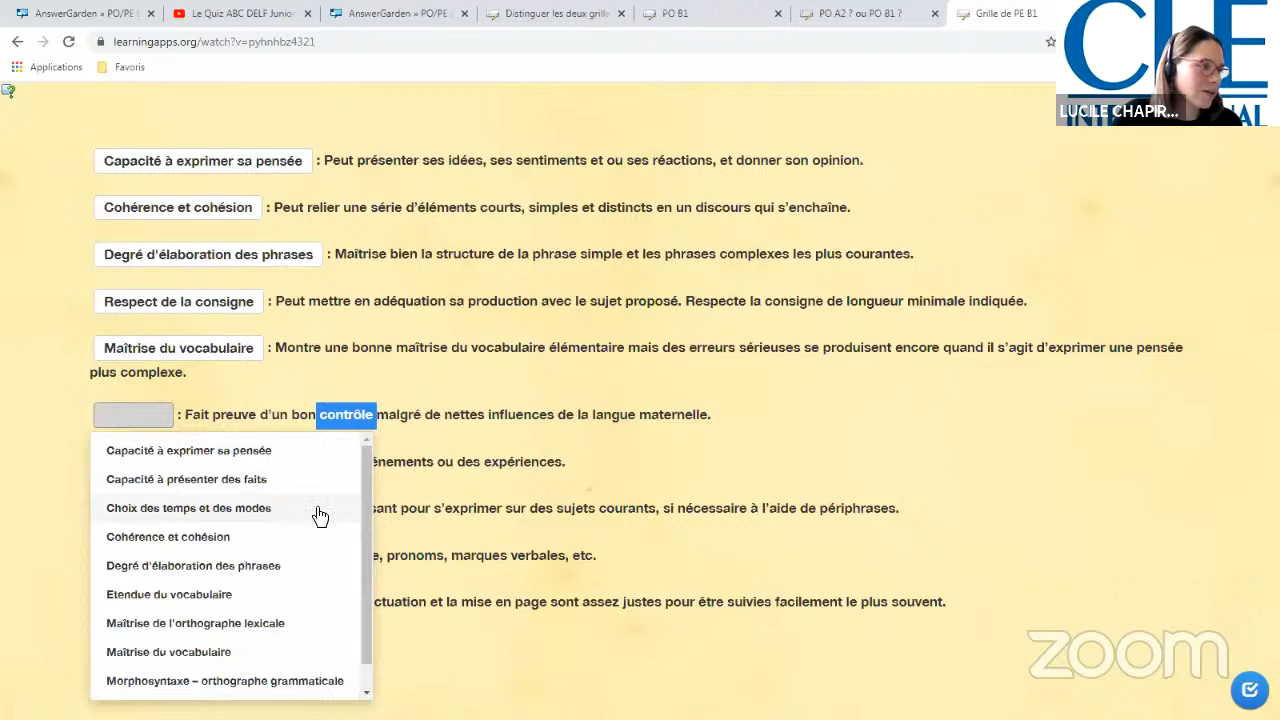 AnswerGarden » PO/PE
Le Quiz ABC DELF Junior
AnswerGarden » PO/PE
Distinguer les deux grille
PO B1
PO A2 ? ou PO B1 ?
Grille de PE B1
learningapps.org/watch?v=pyhnhbz4321
Applications
Favoris
CLE
INTERNATIONAL
LUCILE CHAPIR...
Capacité à exprimer sa pensée : Peut présenter ses idées, ses sentiments et ou ses réactions, et donner son opinion.
Cohérence et cohésion : Peut relier une série d'éléments courts, simples et distincts en un discours qui s'enchaîne.
Degré d'élaboration des phrases : Maîtrise bien la structure de la phrase simple et les phrases complexes les plus courantes.
Respect de la consigne : Peut mettre en adéquation sa production avec le sujet proposé. Respecte la consigne de longueur minimale indiquée.
Maîtrise du vocabulaire : Montre une bonne maîtrise du vocabulaire élémentaire mais des erreurs sérieuses se produisent encore quand il s'agit d'exprimer une pensée
plus complexe.
: Fait preuve d'un bon contrôle malgré de nettes influences de la langue maternelle.
Capacité à exprimer sa pensée
énements ou des expériences.
Capacité à présenter des faits
Choix des temps et des modes
sant pour s'exprimer sur des sujets courants, si nécessaire à l'aide de périphrases.
Cohérence et cohésion
e, pronoms, marques verbales, etc.
Degré d'élaboration des phrases
Etendue du vocabulaire
ctuation et la mise en page sont assez justes pour être suivies facilement le plus souvent.
Maîtrise de l'orthographe lexicale
Maîtrise du vocabulaire
Morphosyntaxe – orthographe grammaticale
zoom